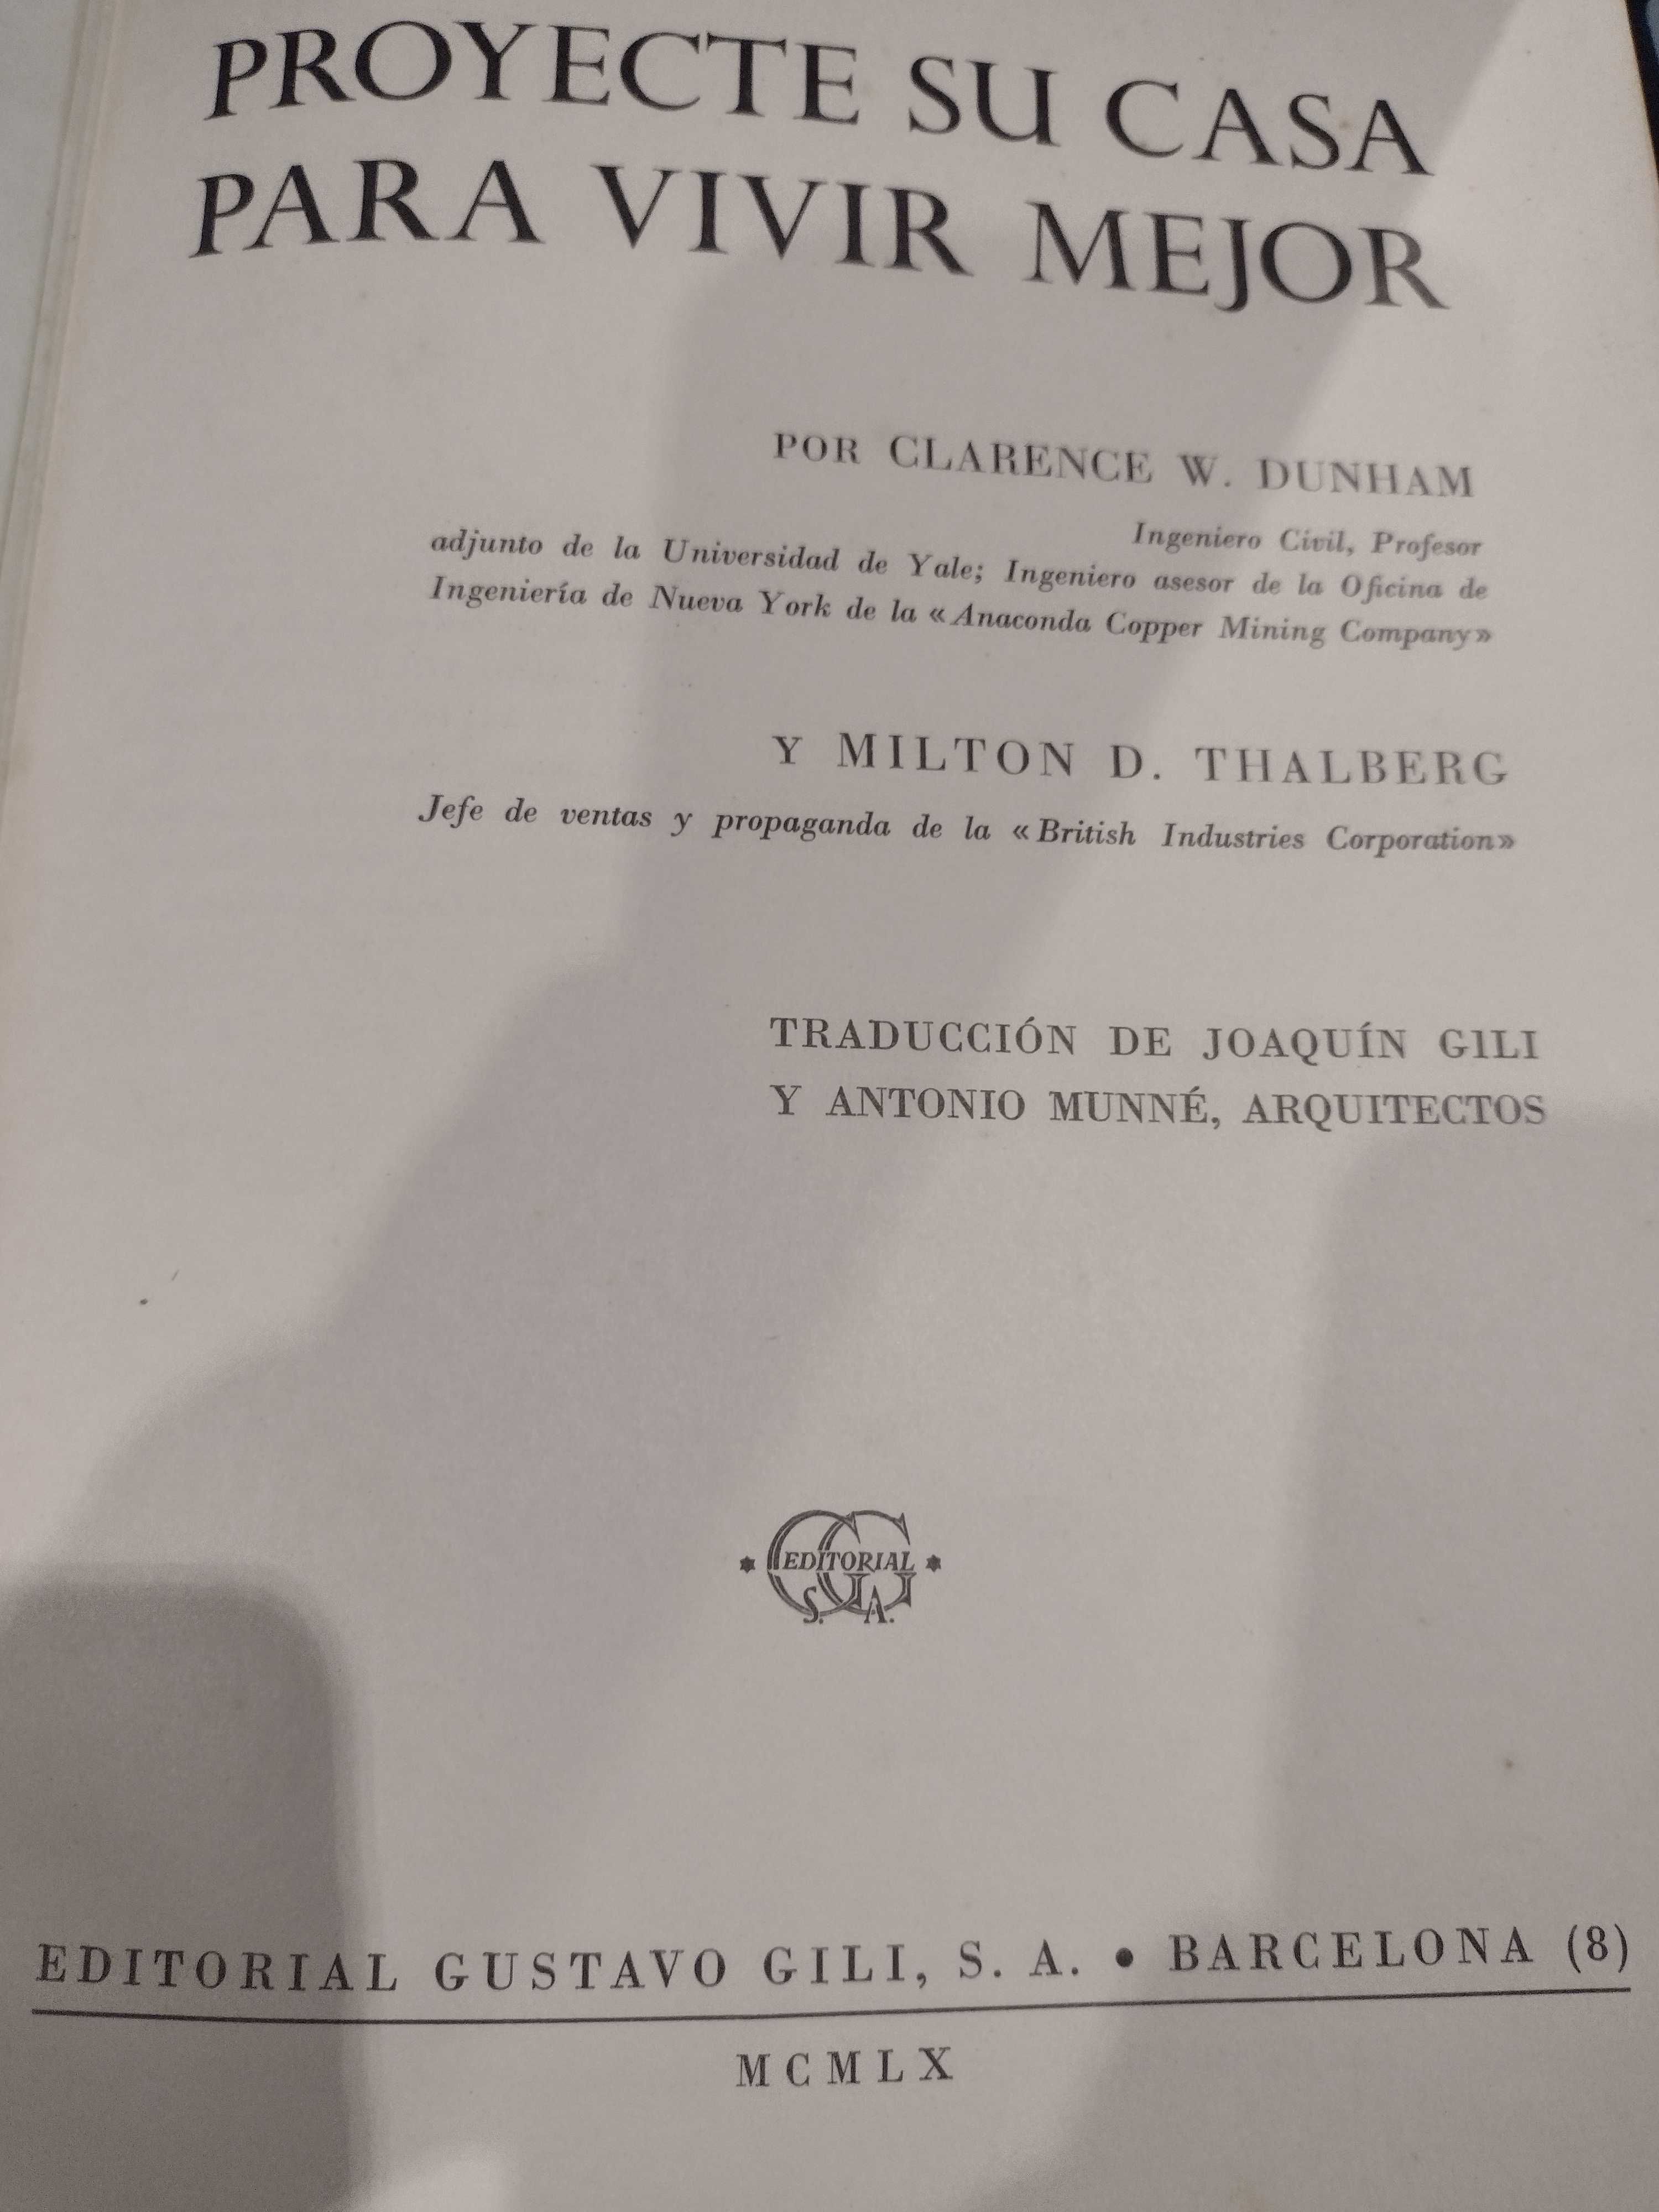 PROYECTE SU CASA
PARA VIVIR MEJOR
POR CLARENCE W. DUNHAM
Ingeniero Civil, Profesor
adjunto de la Universidad de Yale; Ingeniero asesor de la Oficina de
Ingeniería de Nueva York de la «Anaconda Copper Mining Company»
Y MILTON D. THALBERG
Jefe de ventas y propaganda de la «British Industries Corporation»
TRADUCCIÓN DE JOAQUÍN GILI
Y ANTONIO MUNNÉ, ARQUITECTOS
GG
EDITORIAL
S. A.
EDITORIAL GUSTAVO GILI, S. A. • BARCELONA (8)
MCMLX